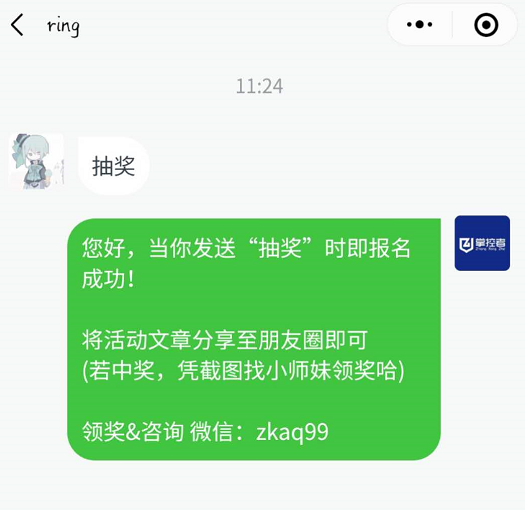 ring
11:24
抽奖
您好，当你发送“抽奖”时即报名
成功！
将活动文章分享至朋友圈即可
(若中奖，凭截图找小师妹领奖哈)
领奖&咨询 微信：zkaq99
掌控者